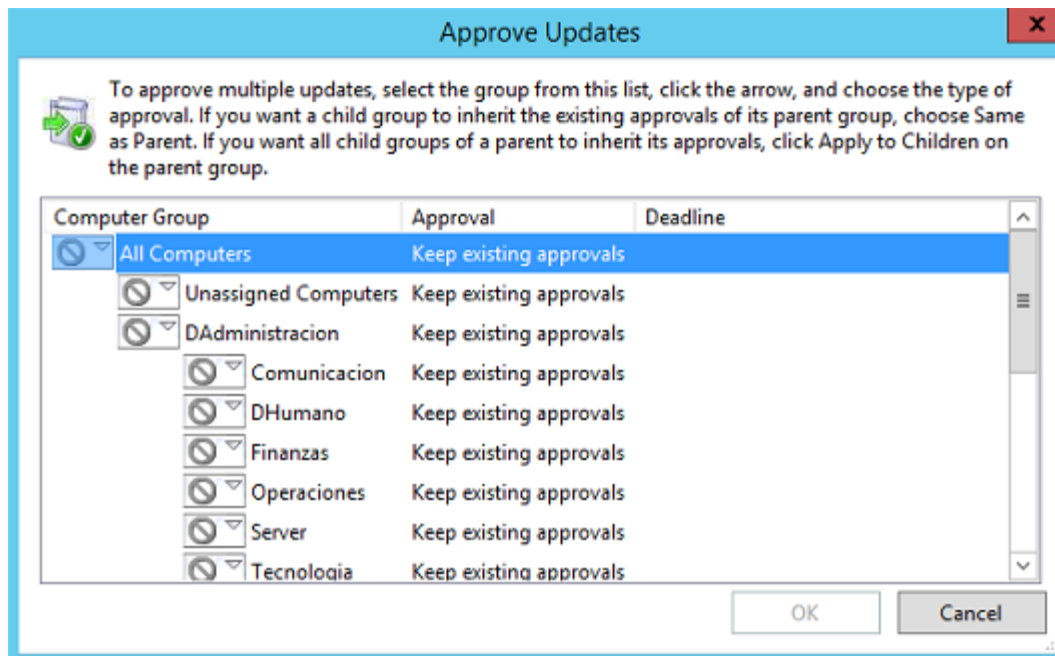 Approve Updates
To approve multiple updates, select the group from this list, click the arrow, and choose the type of
approval. If you want a child group to inherit the existing approvals of its parent group, choose Same
as Parent. If you want all child groups of a parent to inherit its approvals, click Apply to Children on
the parent group.
Computer Group Approval Deadline
All Computers Keep existing approvals
Unassigned Computers Keep existing approvals
DAdministracion Keep existing approvals
Comunicacion Keep existing approvals
DHumano Keep existing approvals
Finanzas Keep existing approvals
Operaciones Keep existing approvals
Server Keep existing approvals
Tecnologia Keep existing approvals
OK Cancel